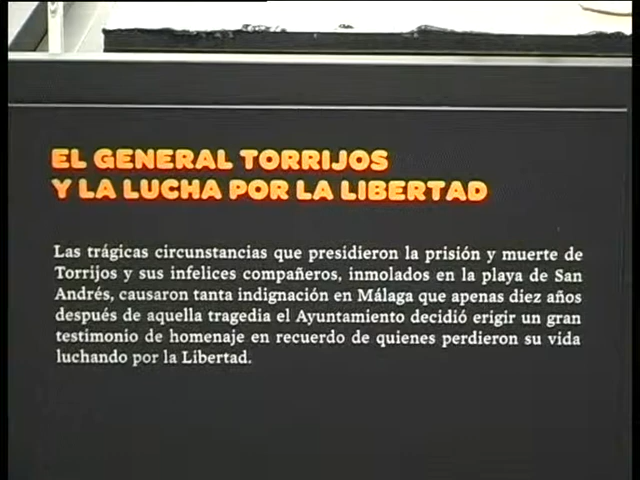 EL GENERAL TORRIJOS
Y LA LUCHA POR LA LIBERTAD
Las trágicas circunstancias que presidieron la prisión y muerte de
Torrijos y sus infelices compañeros, inmolados en la playa de San
Andrés, causaron tanta indignación en Málaga que apenas diez años
después de aquella tragedia el Ayuntamiento decidió erigir un gran
testimonio de homenaje en recuerdo de quienes perdieron su vida
luchando por la Libertad.